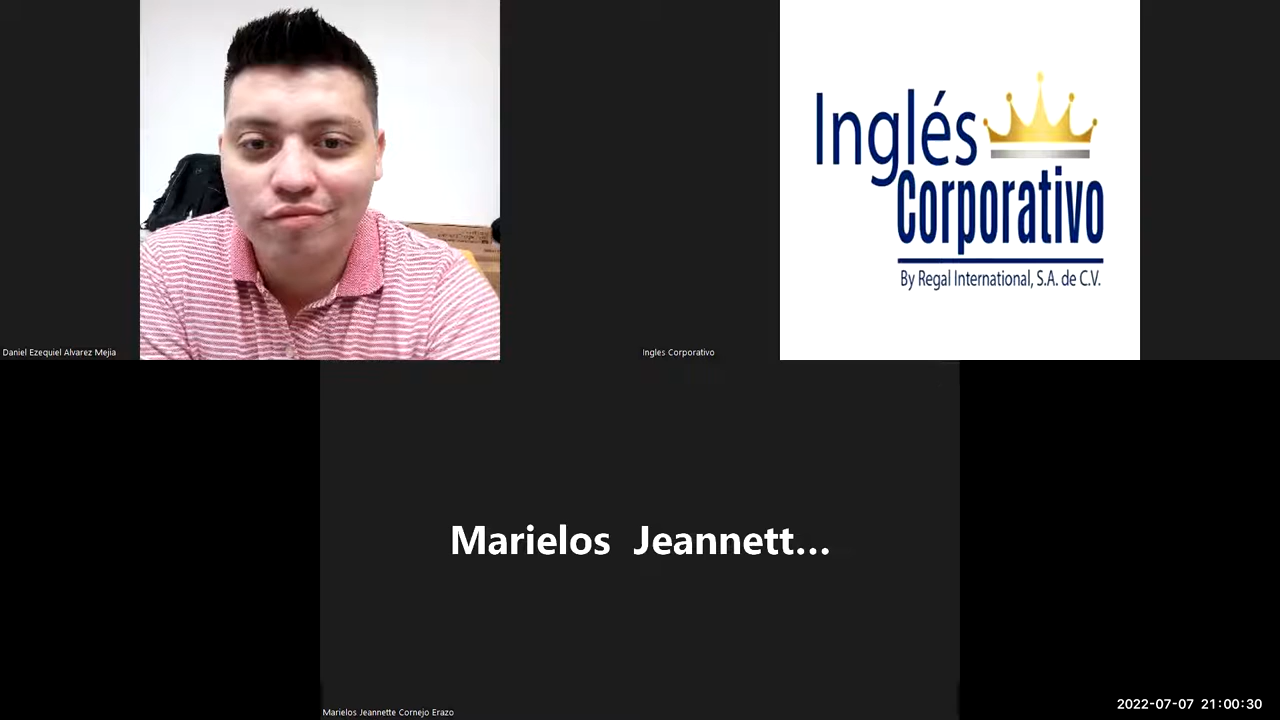 Inglés
Corporativo
By Regal International, S.A. de C.V.
Daniel Ezequiel Alvarez Mejia
Ingles Corporativo
Marielos Jeannett...
Marielos Jeannette Cornejo Erazo
2022-07-07 21:00:30